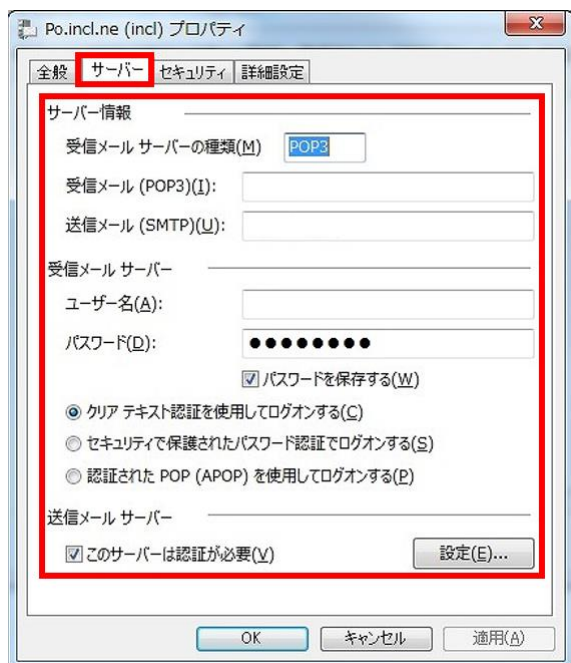 Po.incl.ne (incl) プロパティ
全般 サーバー セキュリティ 詳細設定
サーバー情報
受信メール サーバーの種類(M) POP3
受信メール (POP3)(I):
送信メール (SMTP)(U):
受信メール サーバー
ユーザー名(A):
パスワード(D): ●●●●●●●●
パスワードを保存する(W)
クリア テキスト認証を使用してログオンする(C)
セキュリティで保護されたパスワード認証でログオンする(S)
認証された POP (APOP) を使用してログオンする(P)
送信メール サーバー
このサーバーは認証が必要(V) 設定(E)...
OK キャンセル 適用(A)